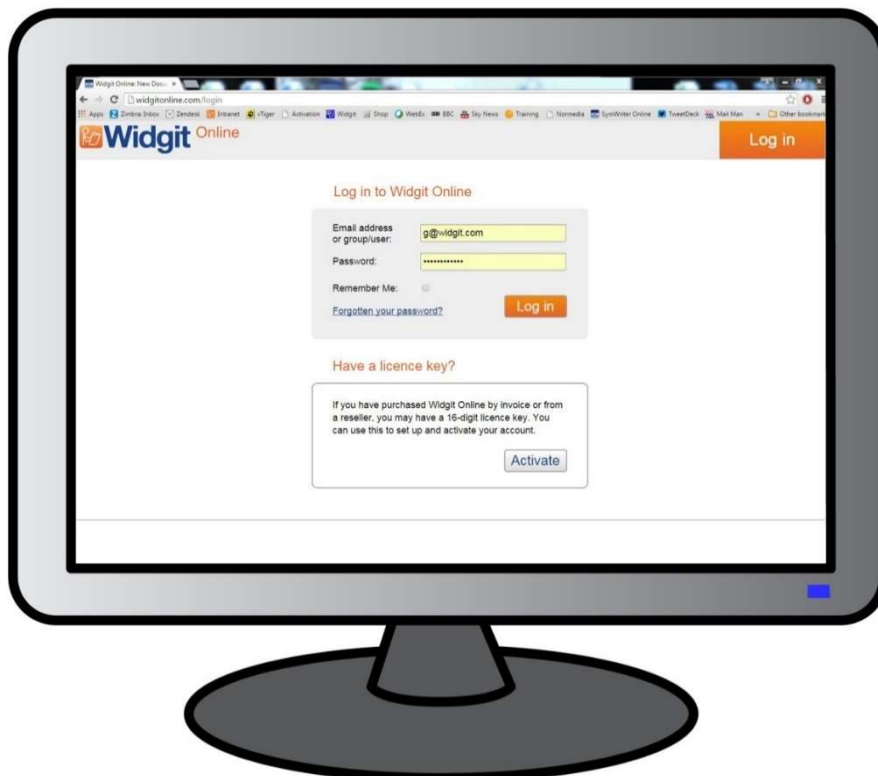 Widgit Online: New Doc...
widgitonline.com/login
Apps Zimbra: Inbox Zendesk Intranet vTiger Activation Widgit Shop WebEx BBC Sky News Training Normedia SymWriter Online TweetDeck Mail Man » Other bookmark
Widgit Online
Log in
Log in to Widgit Online
Email address
or group/user:
g@widgit.com
Password:
••••••••••••
Remember Me:
Forgotten your password?
Log in
Have a licence key?
If you have purchased Widgit Online by invoice or from
a reseller, you may have a 16-digit licence key. You
can use this to set up and activate your account.
Activate